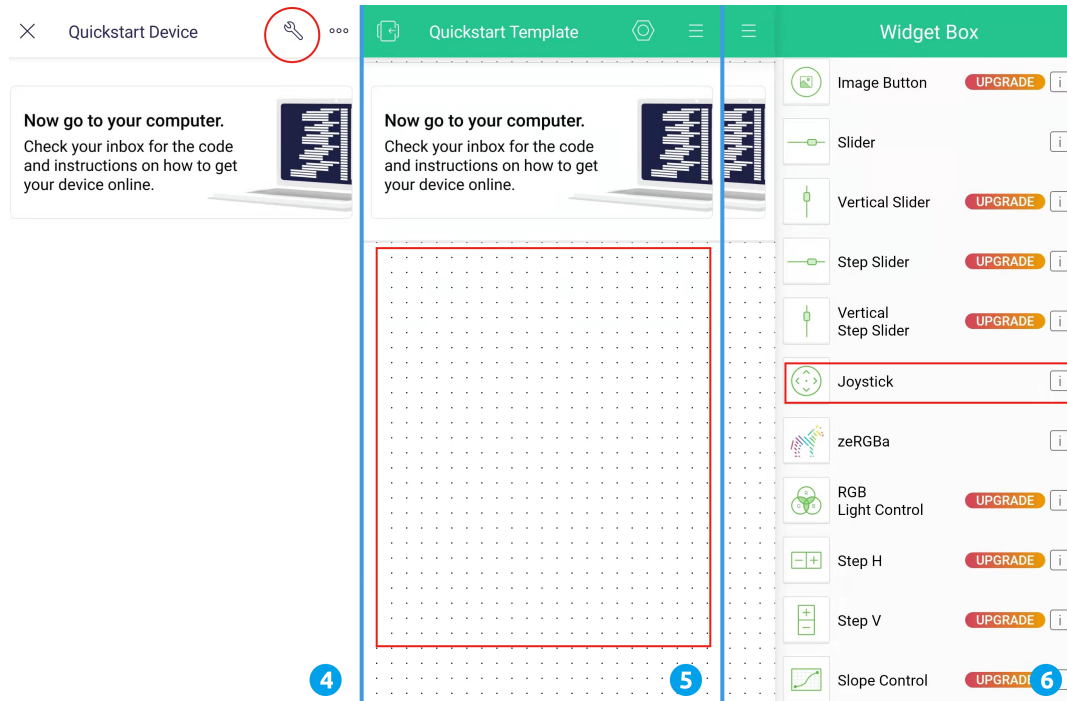 Quickstart Device
Now go to your computer.
Check your inbox for the code
and instructions on how to get
your device online.
4
Quickstart Template
Now go to your computer.
Check your inbox for the code
and instructions on how to get
your device online.
5
Widget Box
Image Button UPGRADE i
Slider i
Vertical Slider UPGRADE i
Step Slider UPGRADE i
Vertical
Step Slider UPGRADE i
Joystick i
zeRGBa i
RGB
Light Control UPGRADE i
Step H UPGRADE i
Step V UPGRADE i
Slope Control UPGRAD
6